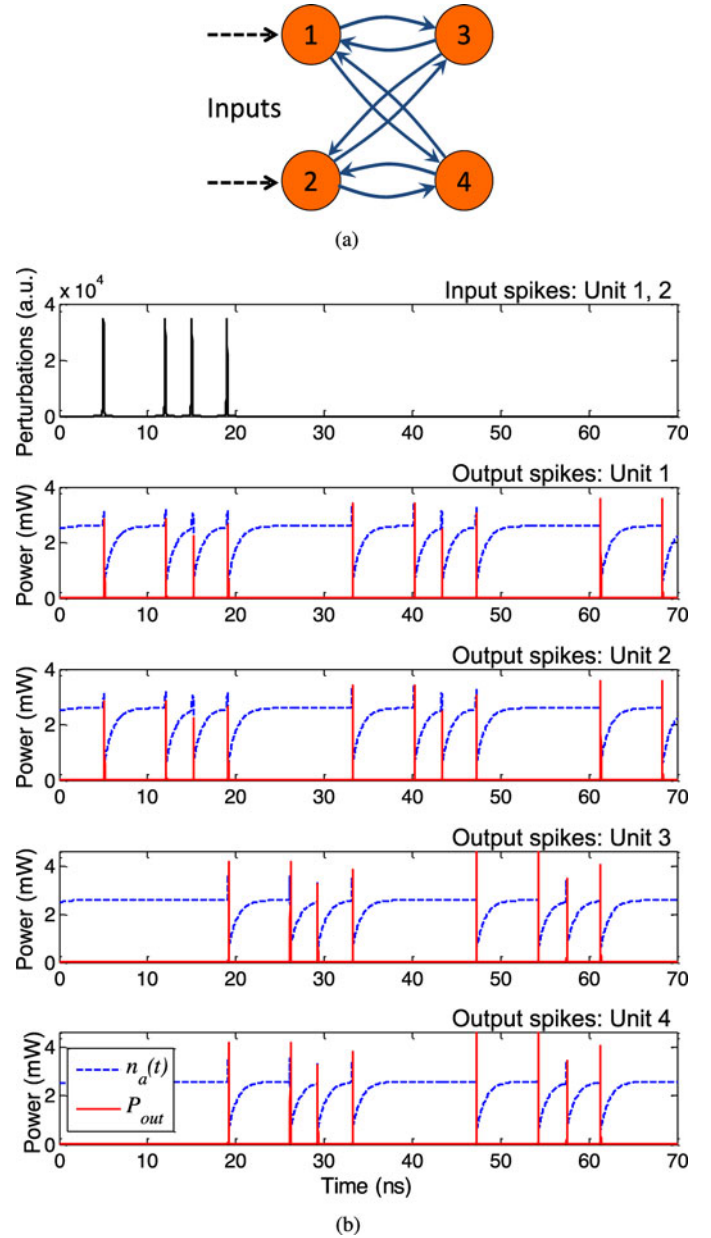 1 3
Inputs
2 4
(a)
x 10^4
Input spikes: Unit 1, 2
Perturbations (a.u.)
4
2
0
0 10 20 30 40 50 60 70
Output spikes: Unit 1
Power (mW)
4
2
0
0 10 20 30 40 50 60 70
Output spikes: Unit 2
Power (mW)
4
2
0
0 10 20 30 40 50 60 70
Output spikes: Unit 3
Power (mW)
4
2
0
0 10 20 30 40 50 60 70
Output spikes: Unit 4
Power (mW)
4
2
0
n_a(t)
P_out
0 10 20 30 40 50 60 70
Time (ns)
(b)